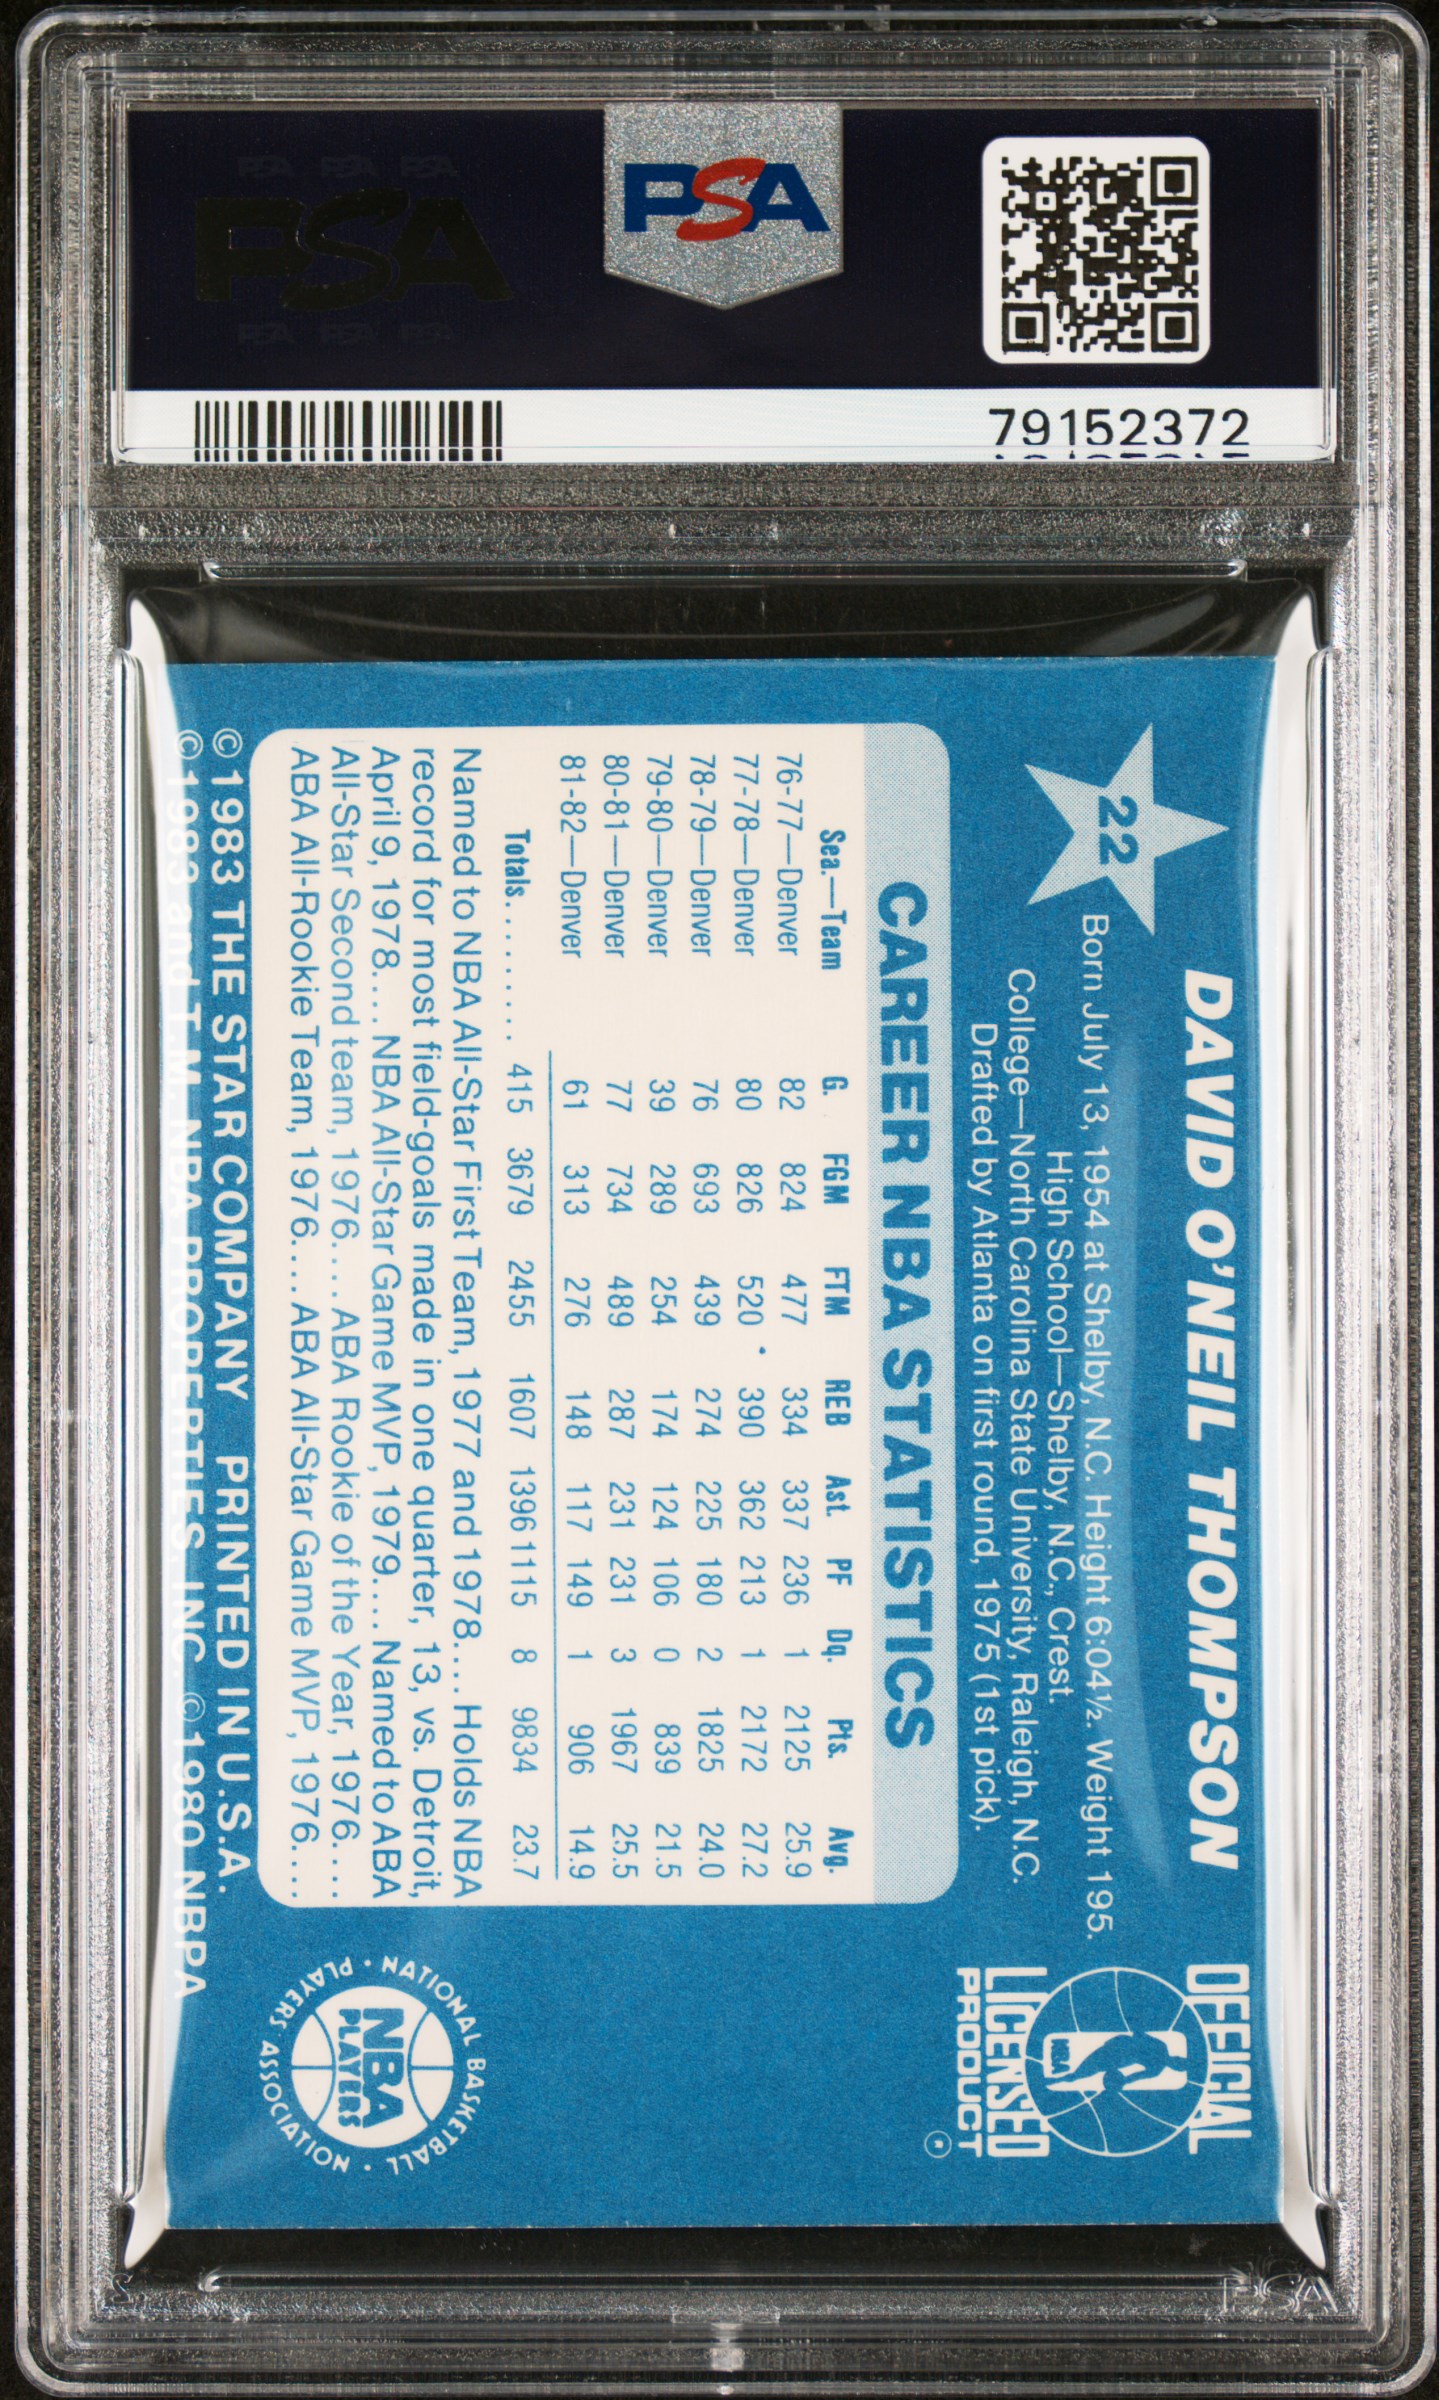 PSA PSA PSA
PSA
PSA PSA PSA
PSA
79152372
22
DAVID O'NEIL THOMPSON
Born July 13, 1954 at Shelby, N.C. Height 6:04½. Weight 195.
High School—Shelby, N.C., Crest.
College—North Carolina State University, Raleigh, N.C.
Drafted by Atlanta on first round, 1975 (1st pick).
OFFICIAL
NBA
LICENSED
PRODUCT
®
CAREER NBA STATISTICS
Sea.—Team G. FGM FTM REB Ast. PF Dq. Pts. Avg.
76-77—Denver 82 824 477 334 337 236 1 2125 25.9
77-78—Denver 80 826 520 • 390 362 213 1 2172 27.2
78-79—Denver 76 693 439 274 225 180 2 1825 24.0
79-80—Denver 39 289 254 174 124 106 0 839 21.5
80-81—Denver 77 734 489 287 231 231 3 1967 25.5
81-82—Denver 61 313 276 148 117 149 1 906 14.9
Totals......... 415 3679 2455 1607 1396 1115 8 9834 23.7
Named to NBA All-Star First Team, 1977 and 1978.... Holds NBA
record for most field-goals made in one quarter, 13, vs. Detroit,
April 9, 1978.... NBA All-Star Game MVP, 1979.... Named to ABA
All-Star Second team, 1976.... ABA Rookie of the Year, 1976....
ABA All-Rookie Team, 1976.... ABA All-Star Game MVP, 1976....
© 1983 THE STAR COMPANY PRINTED IN U.S.A.
© 1983 and T.M. NBA PROPERTIES, INC. © 1980 NBPA
NATIONAL BASKETBALL • PLAYERS' ASSOCIATION •
NBA
PLAYERS
PSA